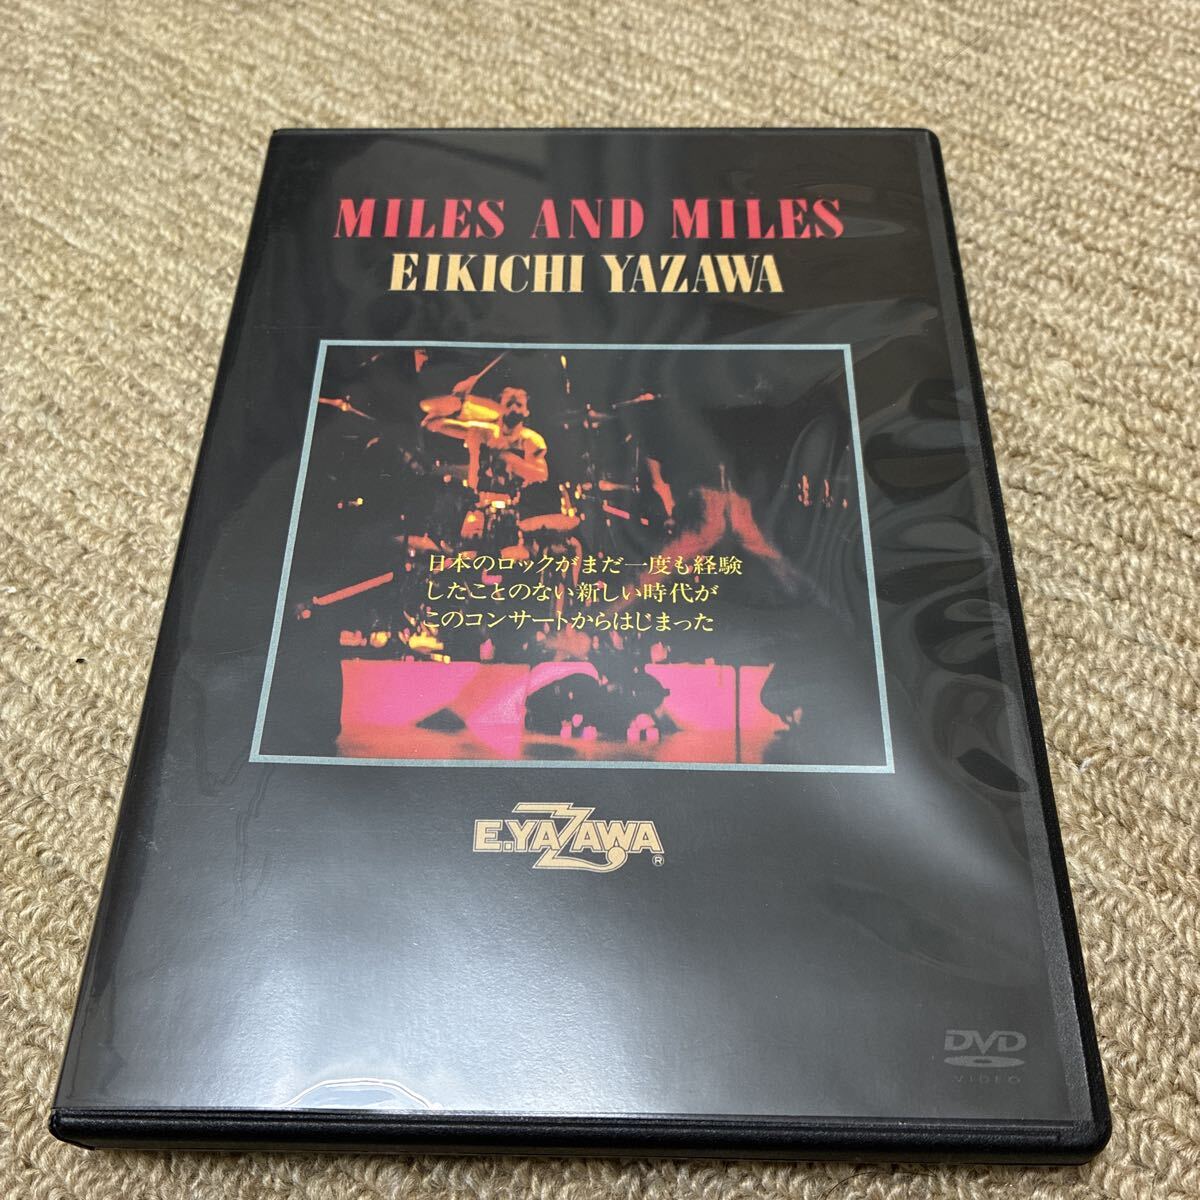 MILES AND MILES
EIKICHI YAZAWA
日本のロックがまだ一度も経験
したことのない新しい時代が
このコンサートからはじまった
E.YAZAWA®
DVD
VIDEO